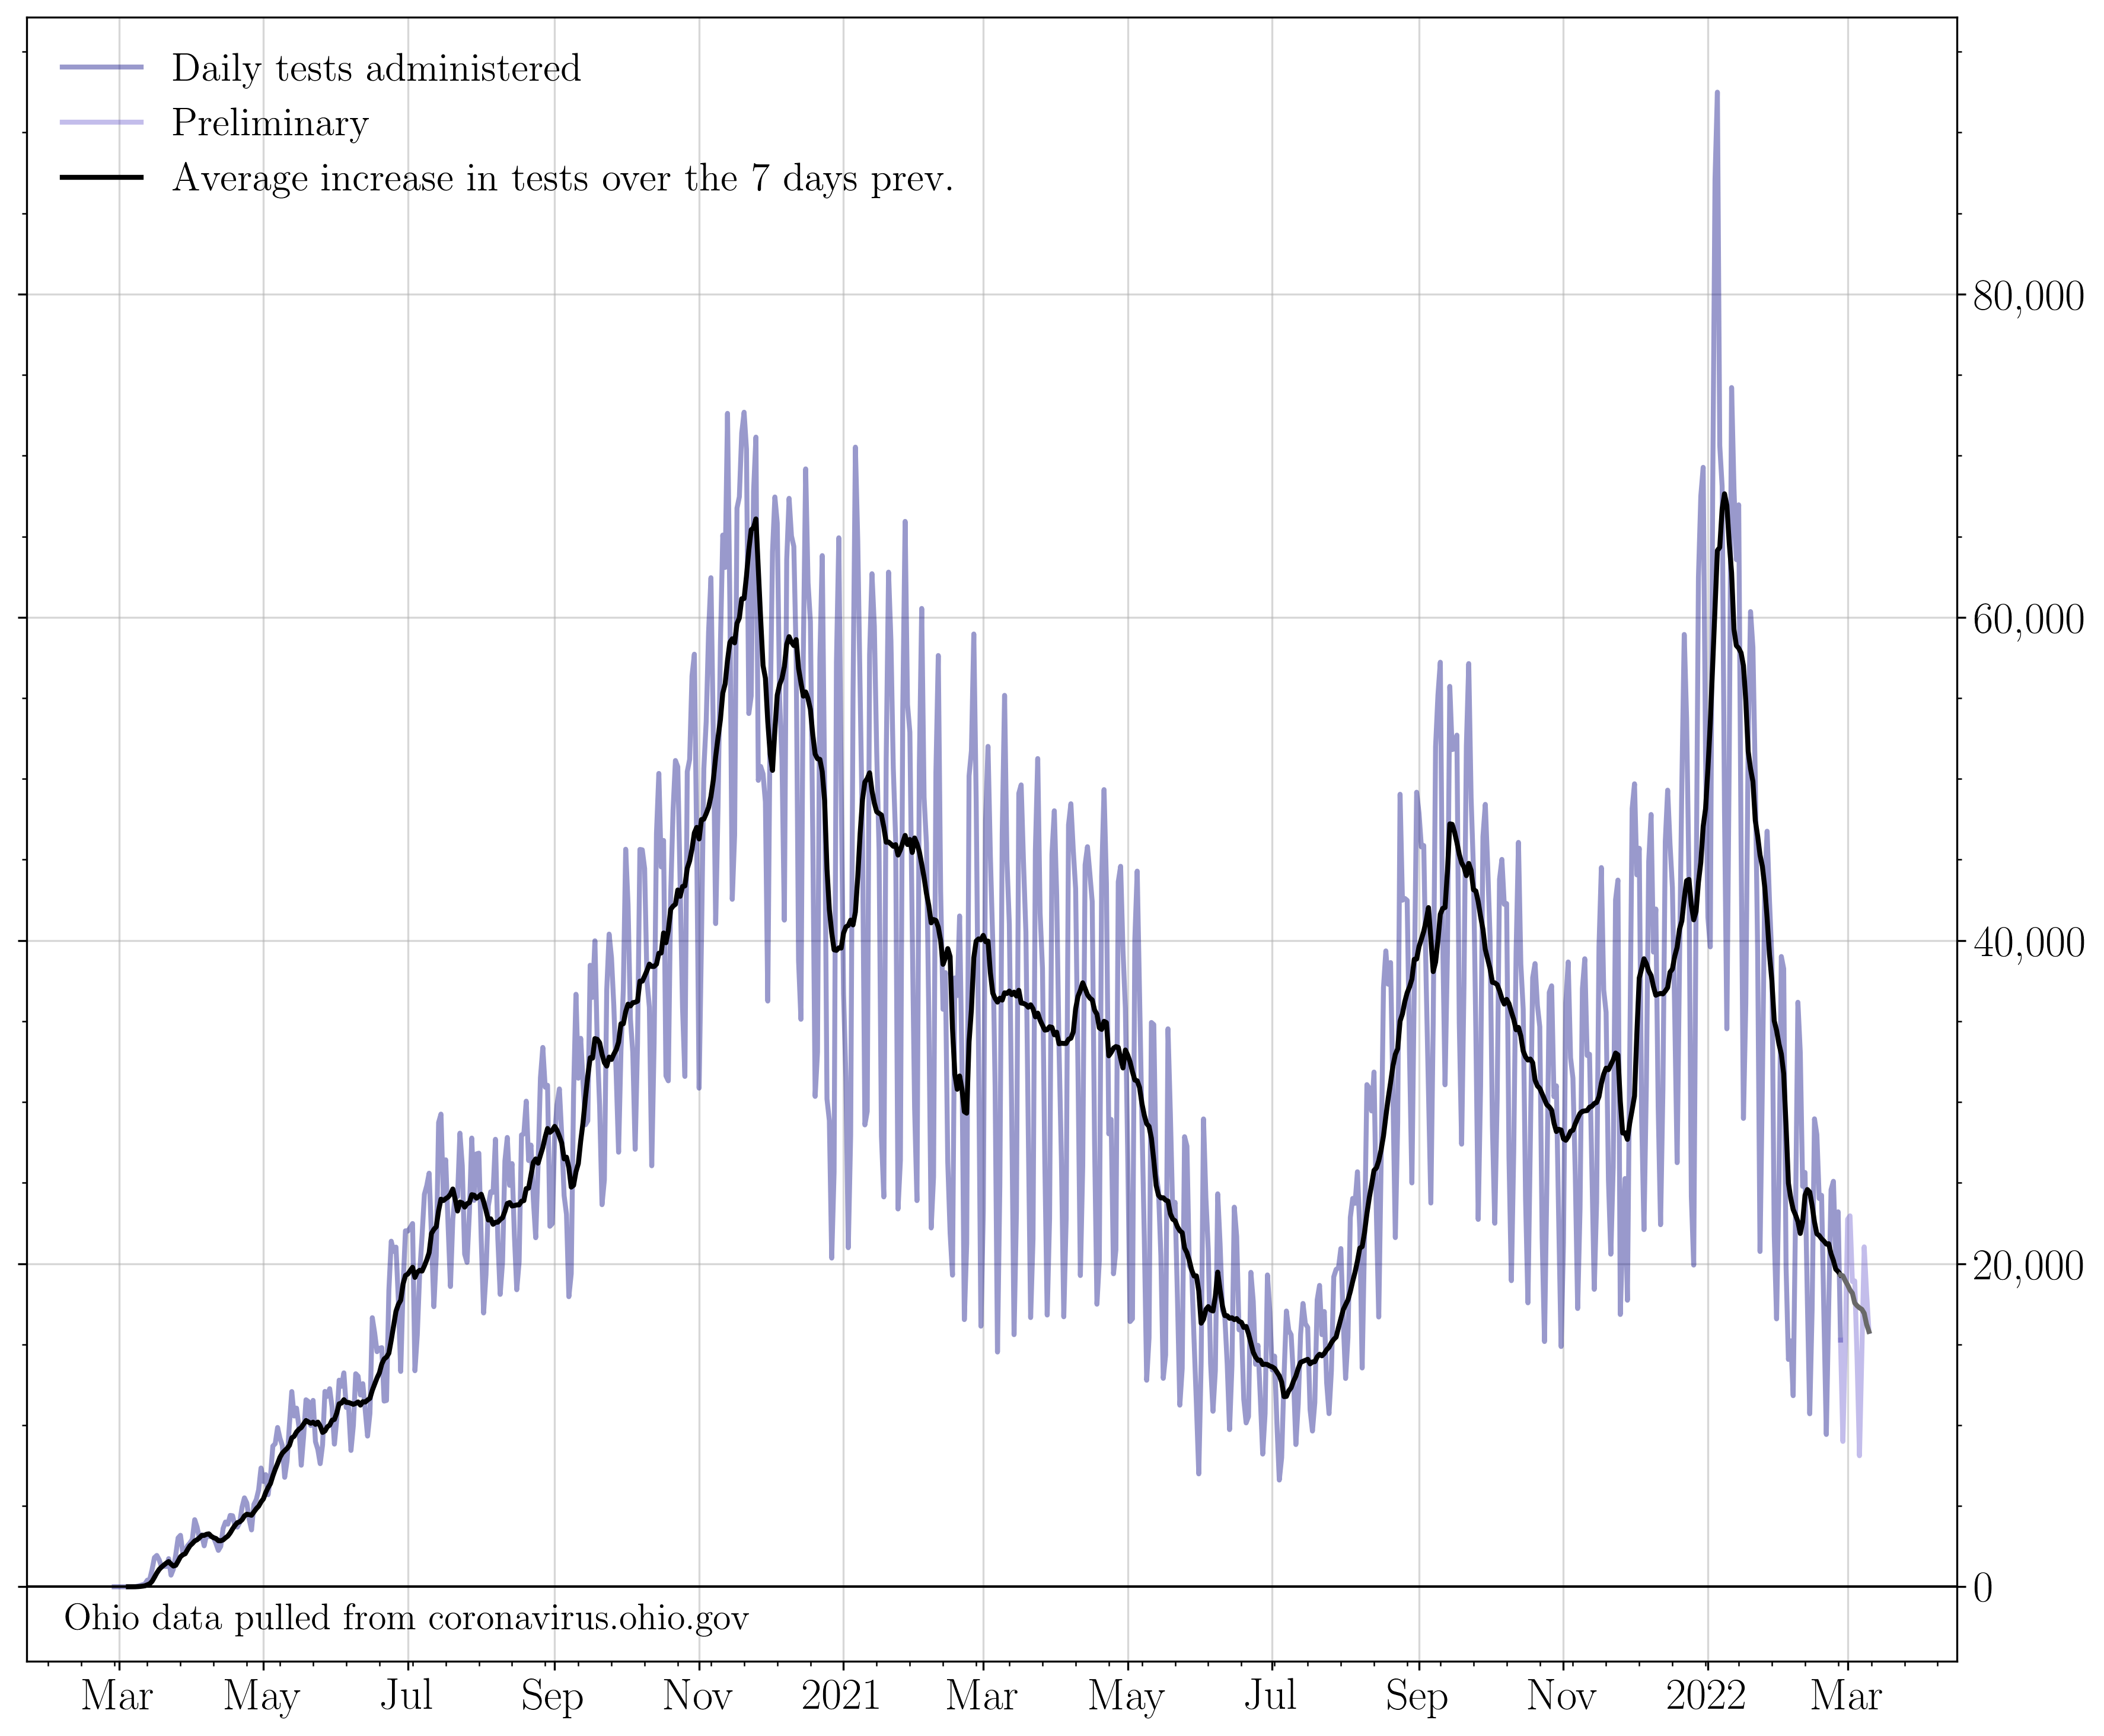 Daily tests administered
Preliminary
Average increase in tests over the 7 days prev.
80,000
60,000
40,000
20,000
0
Ohio data pulled from coronavirus.ohio.gov
Mar May Jul Sep Nov 2021 Mar May Jul Sep Nov 2022 Mar